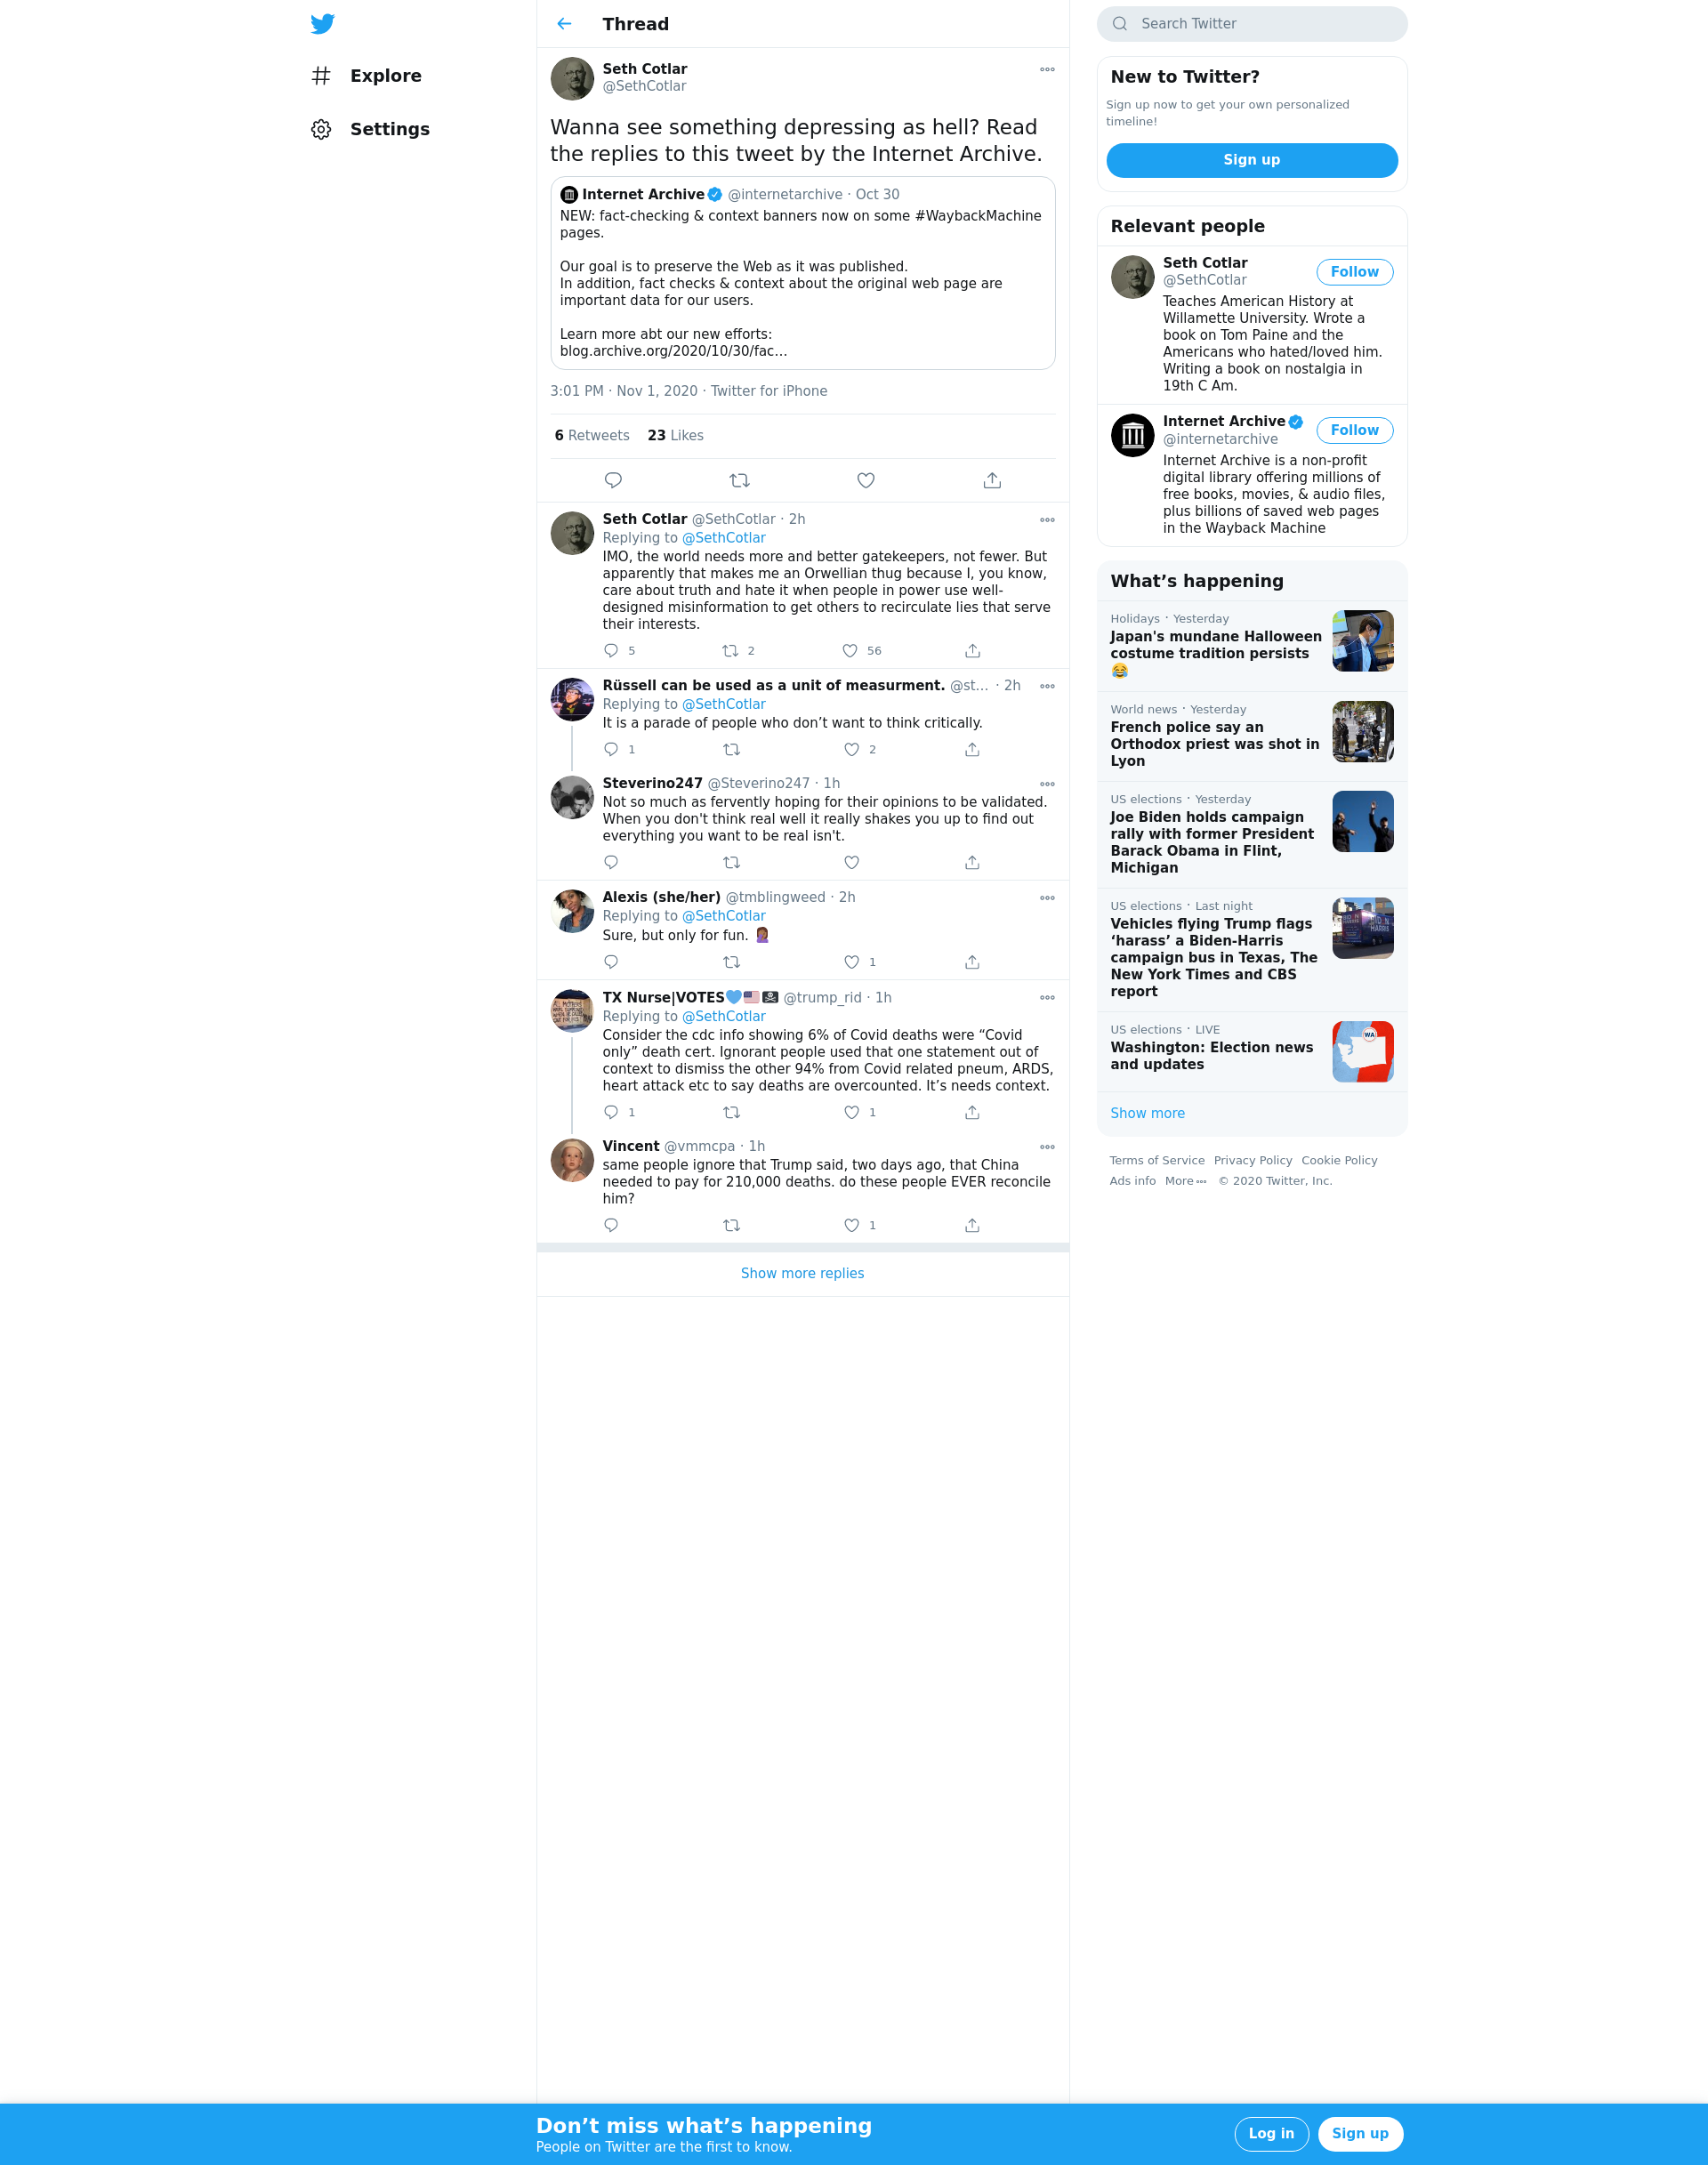 Explore
Settings
Thread
Seth Cotlar
@SethCotlar
Wanna see something depressing as hell? Read
the replies to this tweet by the Internet Archive.
Internet Archive @internetarchive · Oct 30
NEW: fact-checking & context banners now on some #WaybackMachine
pages.
Our goal is to preserve the Web as it was published.
In addition, fact checks & context about the original web page are
important data for our users.
Learn more abt our new efforts:
blog.archive.org/2020/10/30/fac…
3:01 PM · Nov 1, 2020 · Twitter for iPhone
6 Retweets 23 Likes
Seth Cotlar @SethCotlar · 2h
Replying to @SethCotlar
IMO, the world needs more and better gatekeepers, not fewer. But
apparently that makes me an Orwellian thug because I, you know,
care about truth and hate it when people in power use well-
designed misinformation to get others to recirculate lies that serve
their interests.
5 2 56
Rüssell can be used as a unit of measurment. @st… · 2h
Replying to @SethCotlar
It is a parade of people who don’t want to think critically.
1 2
Steverino247 @Steverino247 · 1h
Not so much as fervently hoping for their opinions to be validated.
When you don't think real well it really shakes you up to find out
everything you want to be real isn't.
Alexis (she/her) @tmblingweed · 2h
Replying to @SethCotlar
Sure, but only for fun. 🤷🏾‍♀️
1
TX Nurse|VOTES💙🇺🇸🏴‍☠️ @trump_rid · 1h
Replying to @SethCotlar
Consider the cdc info showing 6% of Covid deaths were “Covid
only” death cert. Ignorant people used that one statement out of
context to dismiss the other 94% from Covid related pneum, ARDS,
heart attack etc to say deaths are overcounted. It’s needs context.
1 1
Vincent @vmmcpa · 1h
same people ignore that Trump said, two days ago, that China
needed to pay for 210,000 deaths. do these people EVER reconcile
him?
1
Show more replies
Search Twitter
New to Twitter?
Sign up now to get your own personalized
timeline!
Sign up
Relevant people
Seth Cotlar
@SethCotlar
Follow
Teaches American History at
Willamette University. Wrote a
book on Tom Paine and the
Americans who hated/loved him.
Writing a book on nostalgia in
19th C Am.
Internet Archive
@internetarchive
Follow
Internet Archive is a non-profit
digital library offering millions of
free books, movies, & audio files,
plus billions of saved web pages
in the Wayback Machine
What’s happening
Holidays · Yesterday
Japan's mundane Halloween
costume tradition persists
😂
World news · Yesterday
French police say an
Orthodox priest was shot in
Lyon
US elections · Yesterday
Joe Biden holds campaign
rally with former President
Barack Obama in Flint,
Michigan
US elections · Last night
Vehicles flying Trump flags
‘harass’ a Biden-Harris
campaign bus in Texas, The
New York Times and CBS
report
US elections · LIVE
Washington: Election news
and updates
WA
Show more
Terms of Service Privacy Policy Cookie Policy
Ads info More © 2020 Twitter, Inc.
Don’t miss what’s happening
People on Twitter are the first to know.
Log in
Sign up